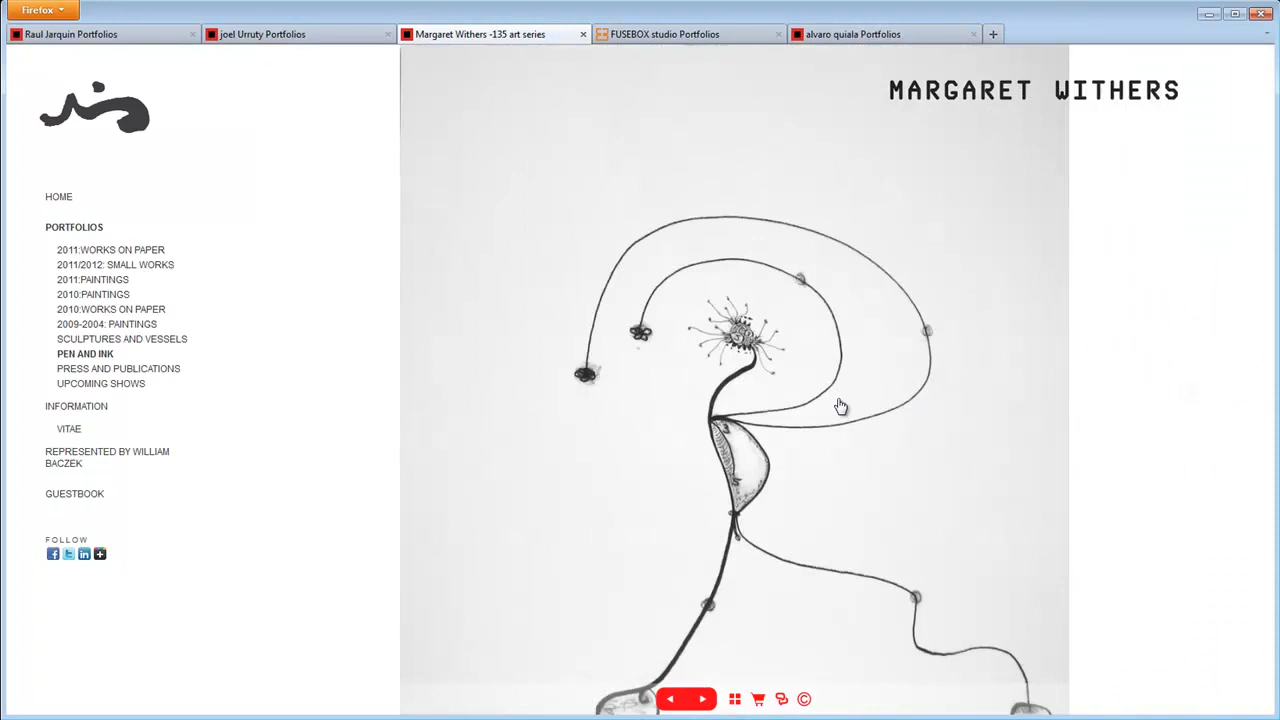 Firefox
Raul Jarquin Portfolios
joel Urruty Portfolios
Margaret Withers -135 art series
FUSEBOX studio Portfolios
alvaro quiala Portfolios
MARGARET WITHERS
HOME
PORTFOLIOS
2011:WORKS ON PAPER
2011/2012: SMALL WORKS
2011:PAINTINGS
2010:PAINTINGS
2010:WORKS ON PAPER
2009-2004: PAINTINGS
SCULPTURES AND VESSELS
PEN AND INK
PRESS AND PUBLICATIONS
UPCOMING SHOWS
INFORMATION
VITAE
REPRESENTED BY WILLIAM
BACZEK
GUESTBOOK
FOLLOW